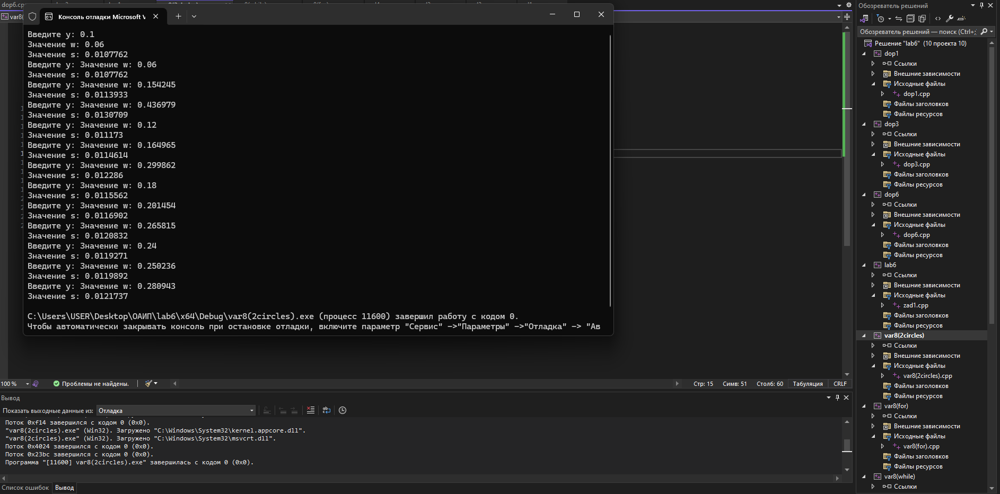 dop6.cp
Консоль отладки Microsoft V
Обозреватель решений
var8(
Обозреватель решений — поиск (Ctrl+;
Введите y: 0.1
Значение w: 0.06
Значение s: 0.0107762
Введите y: Значение w: 0.06
Значение s: 0.0107762
Введите y: Значение w: 0.154245
Значение s: 0.0113933
Введите y: Значение w: 0.436979
Значение s: 0.0130709
Введите y: Значение w: 0.12
Значение s: 0.011173
Введите y: Значение w: 0.164965
Значение s: 0.0114614
Введите y: Значение w: 0.299862
Значение s: 0.012286
Введите y: Значение w: 0.18
Значение s: 0.0115562
Введите y: Значение w: 0.201454
Значение s: 0.0116902
Введите y: Значение w: 0.265815
Значение s: 0.0120832
Введите y: Значение w: 0.24
Значение s: 0.0119271
Введите y: Значение w: 0.250236
Значение s: 0.0119892
Введите y: Значение w: 0.280943
Значение s: 0.0121737
C:\Users\USER\Desktop\ОАИП\lab6\x64\Debug\var8(2circles).exe (процесс 11600) завершил работу с кодом 0.
Чтобы автоматически закрывать консоль при остановке отладки, включите параметр "Сервис" ->"Параметры" ->"Отладка" -> "Ав
Решение "lab6" (10 проекта 10)
dop1
Ссылки
Внешние зависимости
Исходные файлы
dop1.cpp
Файлы заголовков
Файлы ресурсов
dop3
Ссылки
Внешние зависимости
Исходные файлы
dop3.cpp
Файлы заголовков
Файлы ресурсов
dop6
Ссылки
Внешние зависимости
Исходные файлы
dop6.cpp
Файлы заголовков
Файлы ресурсов
lab6
Ссылки
Внешние зависимости
Исходные файлы
zad1.cpp
Файлы заголовков
Файлы ресурсов
var8(2circles)
Ссылки
Внешние зависимости
Исходные файлы
var8(2circles).cpp
Файлы заголовков
Файлы ресурсов
var8(for)
Ссылки
Внешние зависимости
Исходные файлы
var8(for).cpp
Файлы заголовков
Файлы ресурсов
var8(while)
Ссылки
100 %
Проблемы не найдены.
Стр: 15 Симв: 51 Столб: 60 Табуляция CRLF
Вывод
Показать выходные данные из: Отладка
Поток 0xf14 завершился с кодом 0 (0x0).
"var8(2circles).exe" (Win32). Загружено "C:\Windows\System32\kernel.appcore.dll".
"var8(2circles).exe" (Win32). Загружено "C:\Windows\System32\msvcrt.dll".
Поток 0x4024 завершился с кодом 0 (0x0).
Поток 0x23bc завершился с кодом 0 (0x0).
Программа "[11600] var8(2circles).exe" завершилась с кодом 0 (0x0).
Список ошибок Вывод